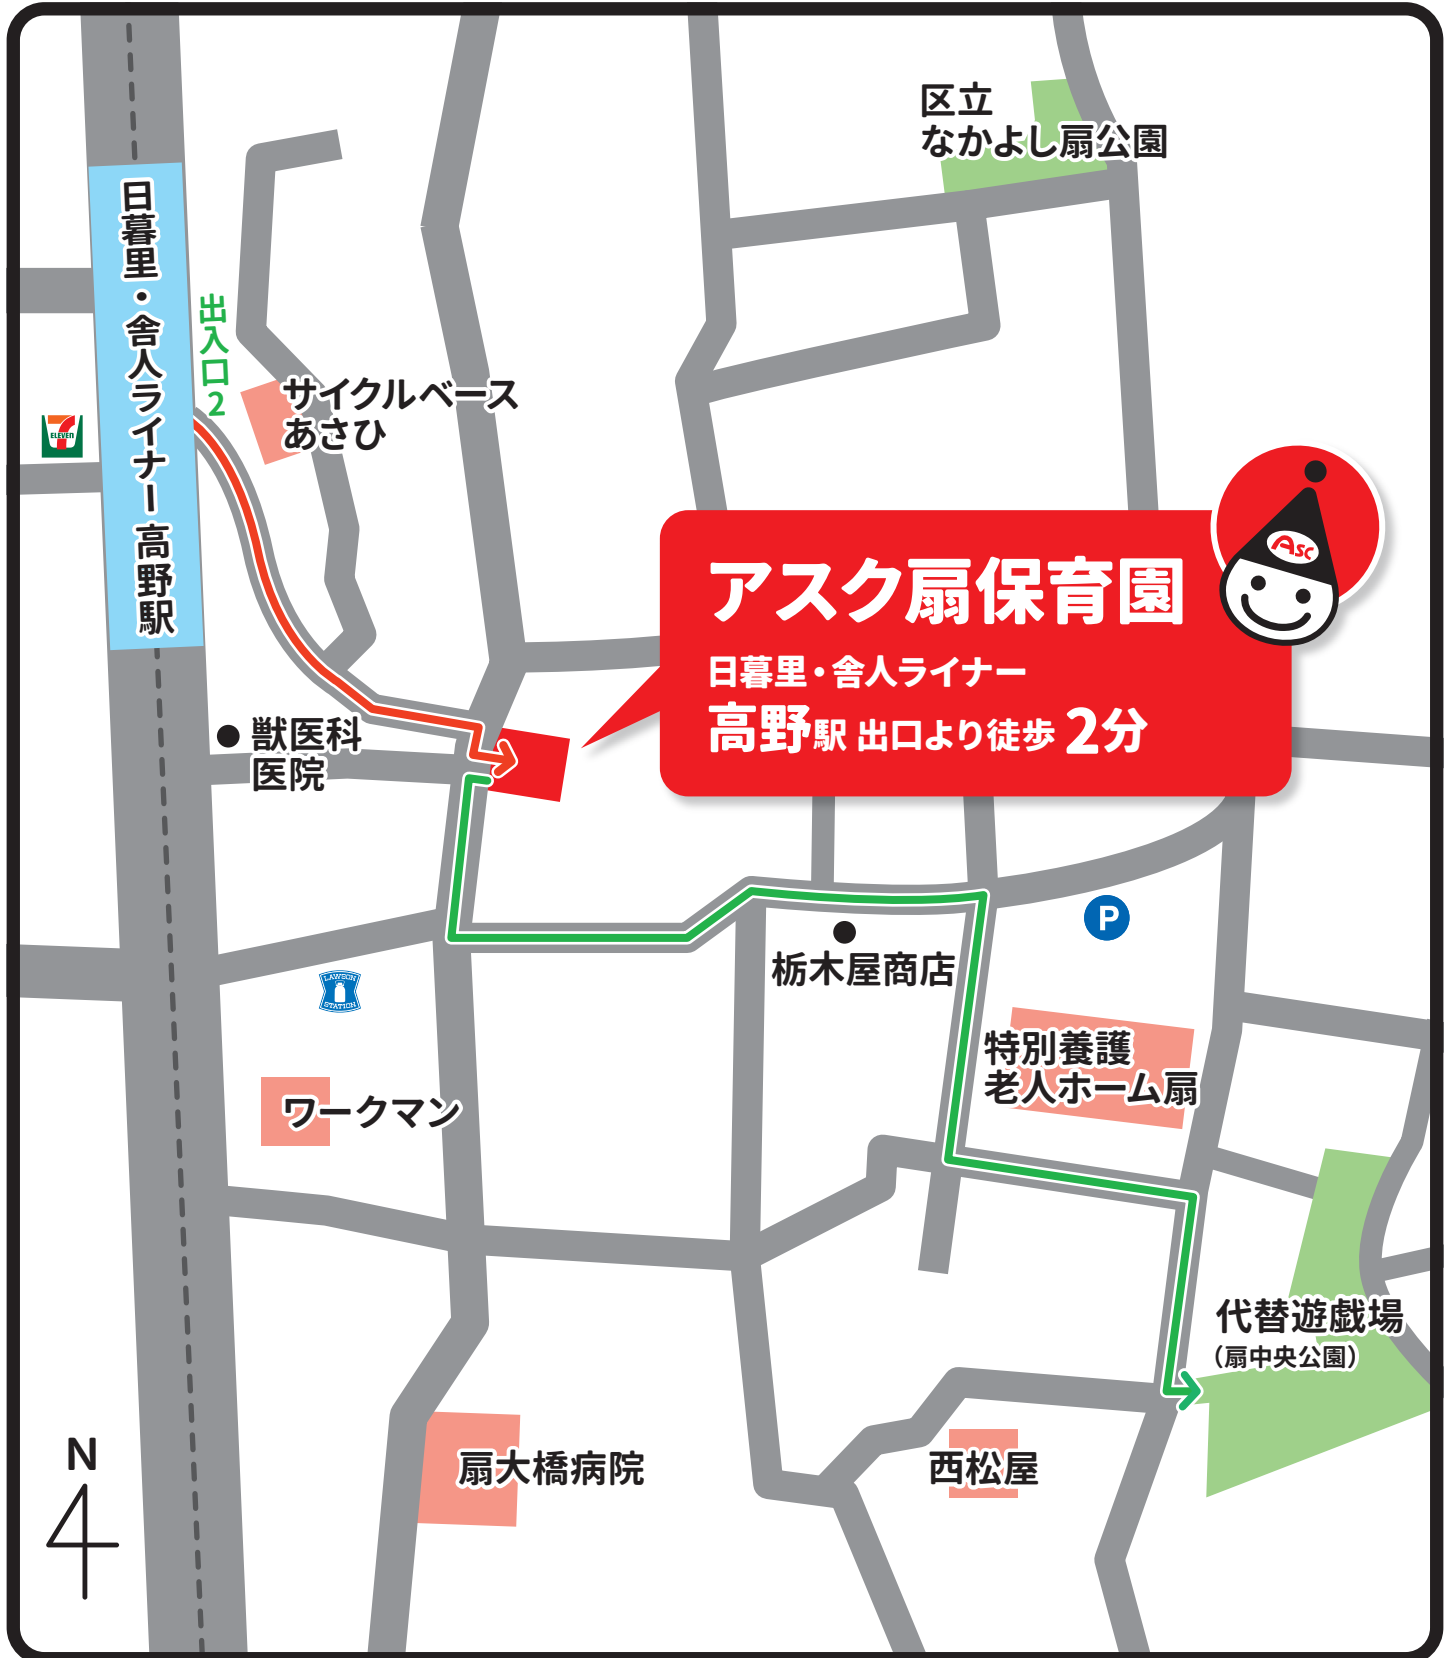 区立
なかよし扇公園
日暮里・舎人ライナー高野駅
出入口2
サイクルベース
あさひ
7
ELEVEn
ASC
アスク扇保育園
日暮里・舎人ライナー
高野駅 出口より徒歩 2分
獣医科
医院
P
栃木屋商店
LAWSON
STATION
特別養護
老人ホーム扇
ワークマン
代替遊戯場
（扇中央公園）
扇大橋病院
西松屋
N